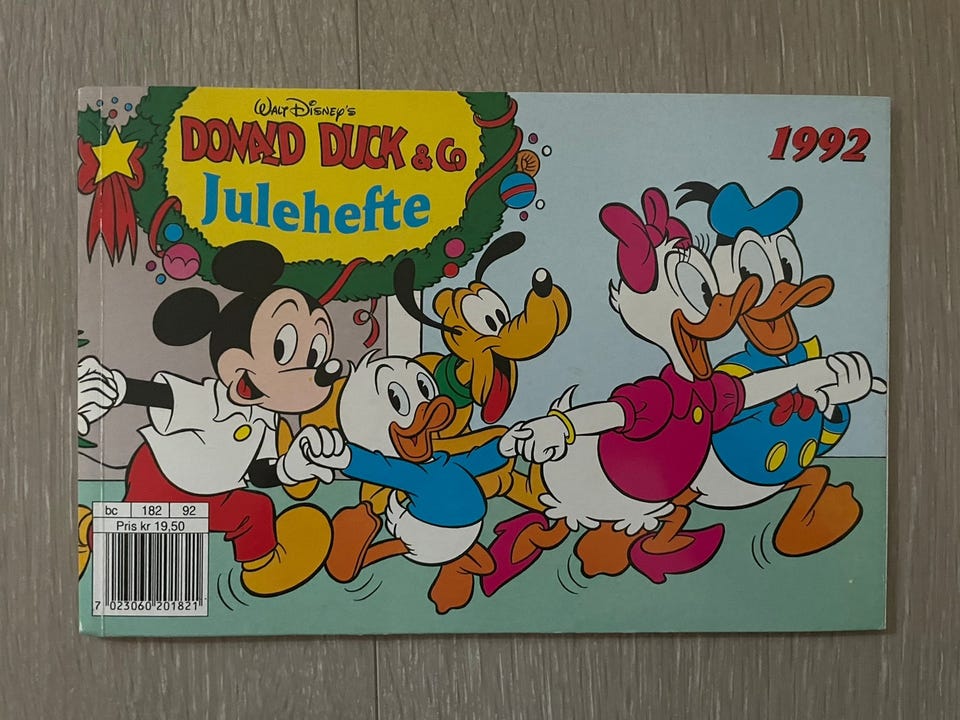 WALT DISNEY'S
DONALD DUCK & Co
Julehefte
1992
bc 182 92
Pris kr 19,50
7 023060 201821